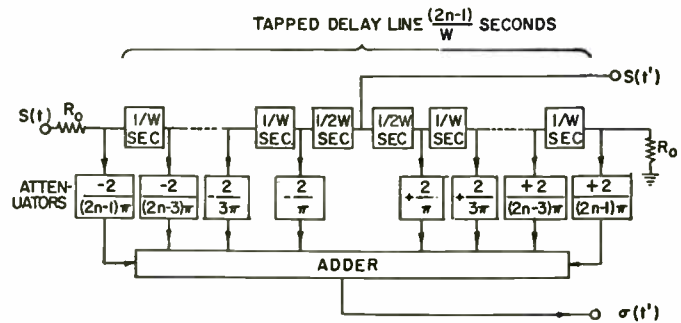 TAPPED DELAY LINE (2n-1)/W SECONDS
S(t')
S(t) R₀
1/W SEC
1/W SEC
1/2W SEC
1/2W SEC
1/W SEC
1/W SEC
R₀
ATTEN-
UATORS
-2/(2n-1)π
-2/(2n-3)π
-2/3π
-2/π
+2/π
+2/3π
+2/(2n-3)π
+2/(2n-1)π
ADDER
σ(t')